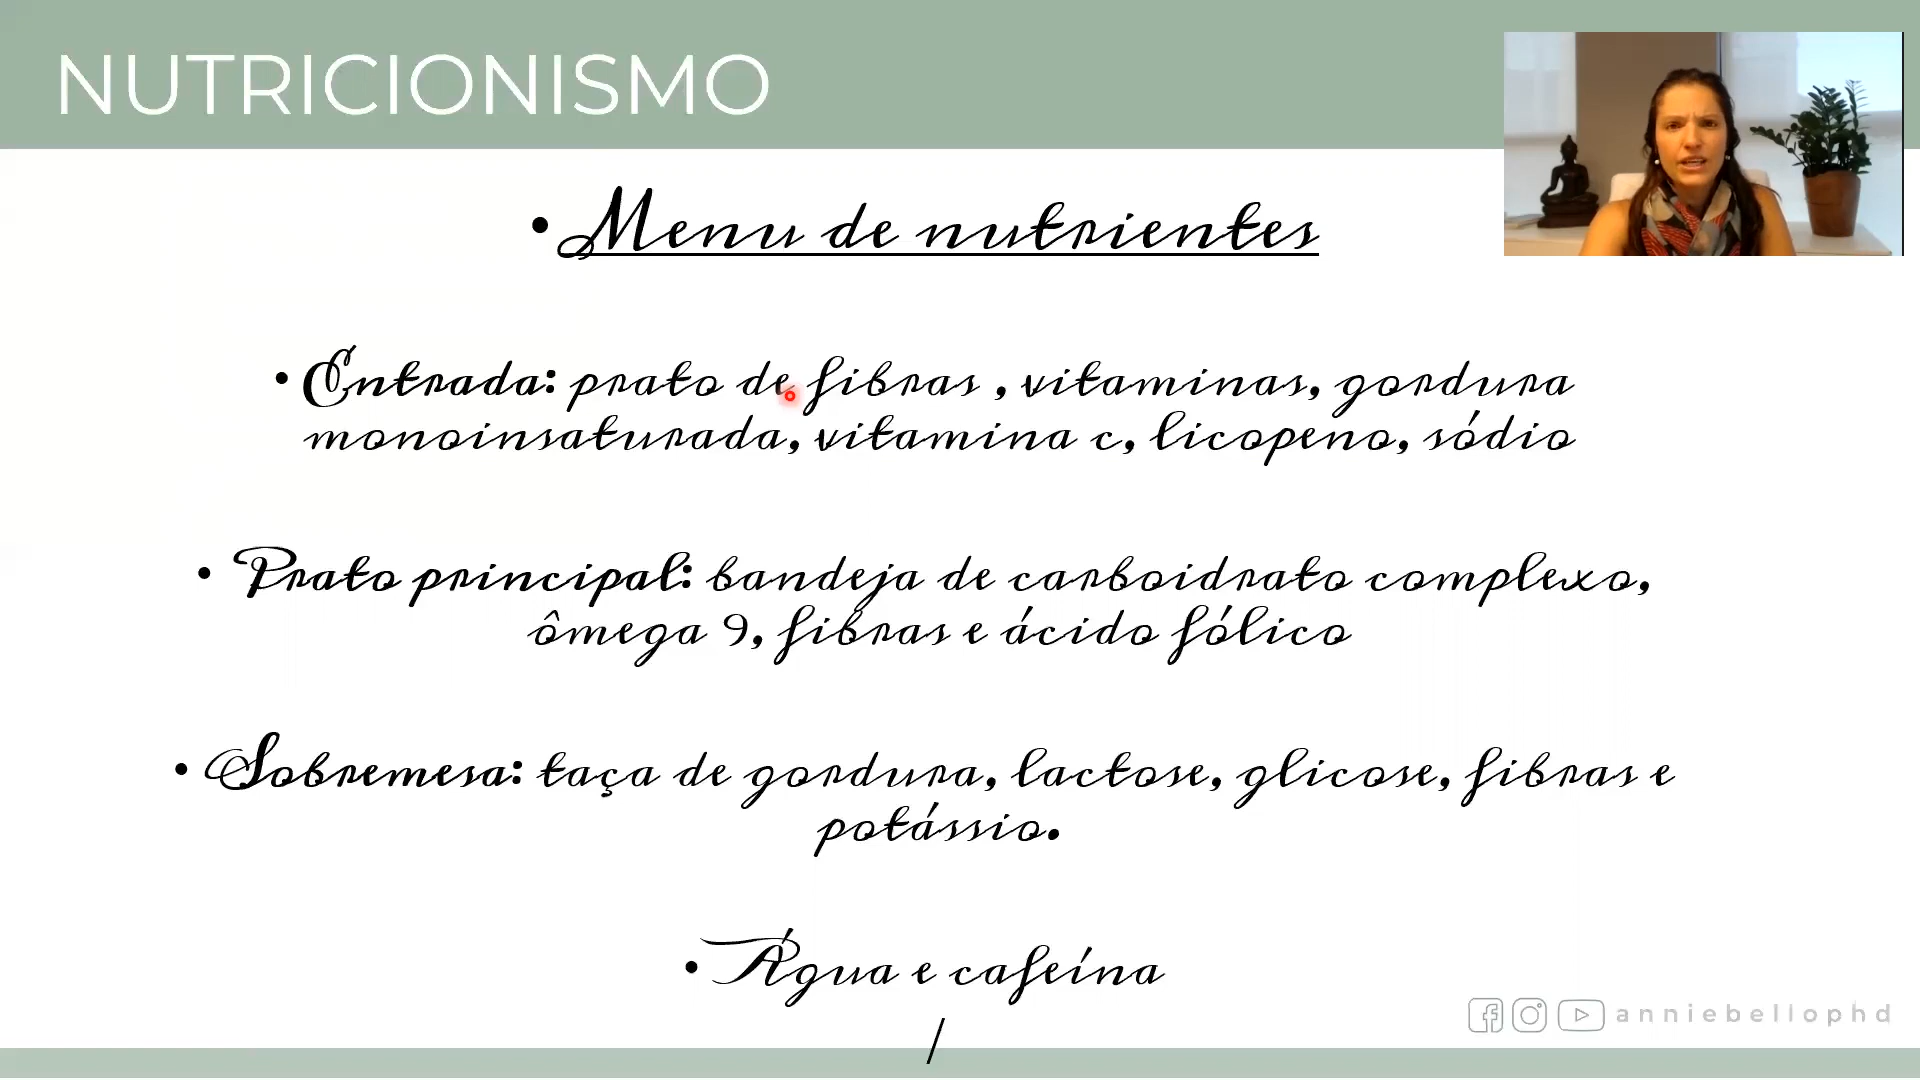 NUTRICIONISMO
• Menu de nutrientes
• Entrada: prato de fibras , vitaminas, gordura
monoinsaturada, vitamina c, licopeno, sódio
• Prato principal: bandeja de carboidrato complexo,
ômega 9, fibras e ácido fólico
• Sobremesa: taça de gordura, lactose, glicose, fibras e
potássio.
• Água e cafeína
/
anniebellophd